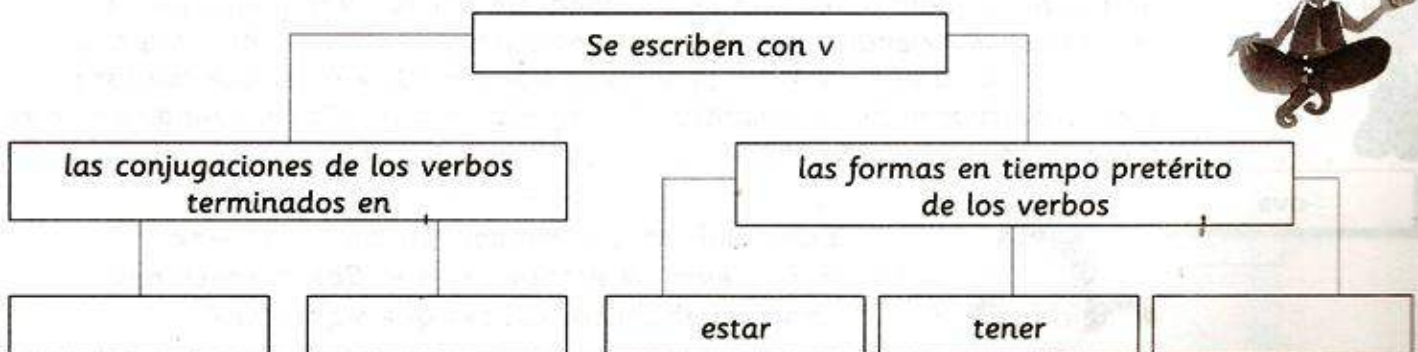 Se escriben con v
las conjugaciones de los verbos
terminados en
las formas en tiempo pretérito
de los verbos
estar
tener